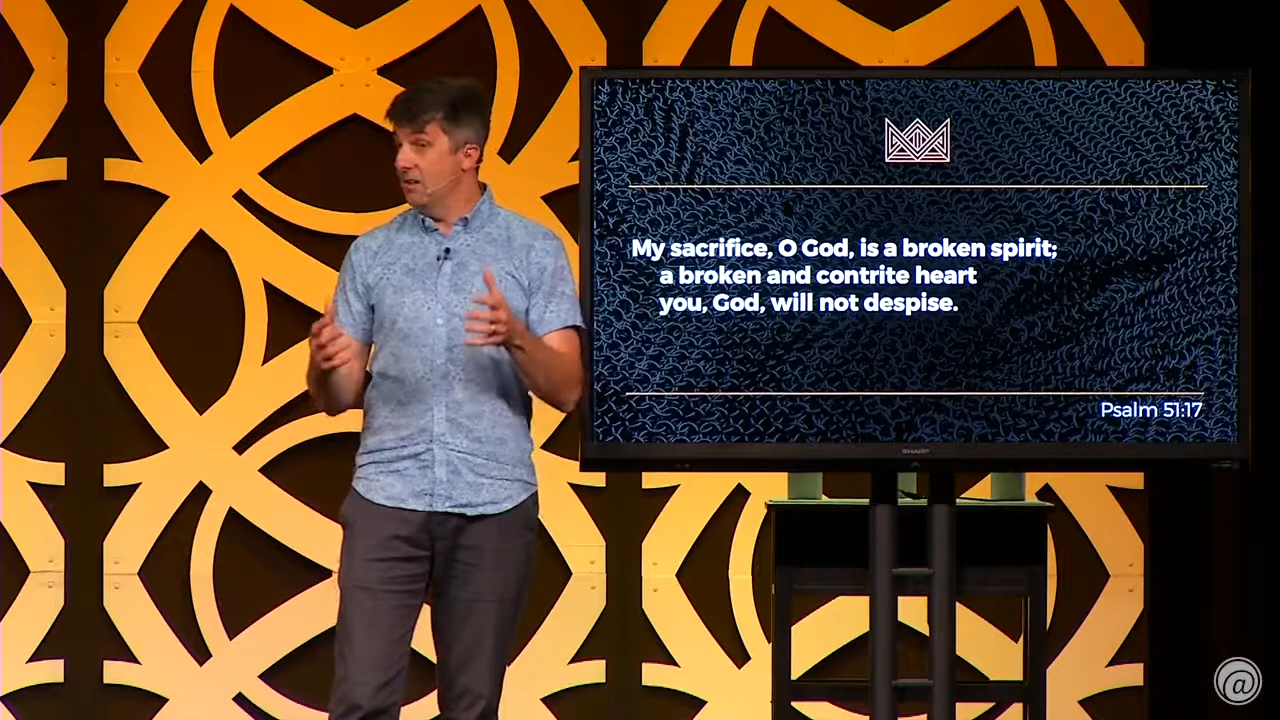 My sacrifice, O God, is a broken spirit;
a broken and contrite heart
you, God, will not despise.
Psalm 51:17
SHARP
@